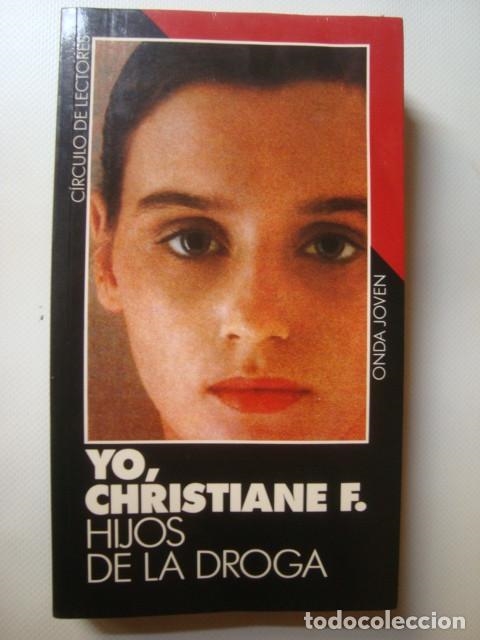 CÍRCULO DE LECTORES
ONDA JOVEN
YO,
CHRISTIANE F.
HIJOS
DE LA DROGA
todocoleccion